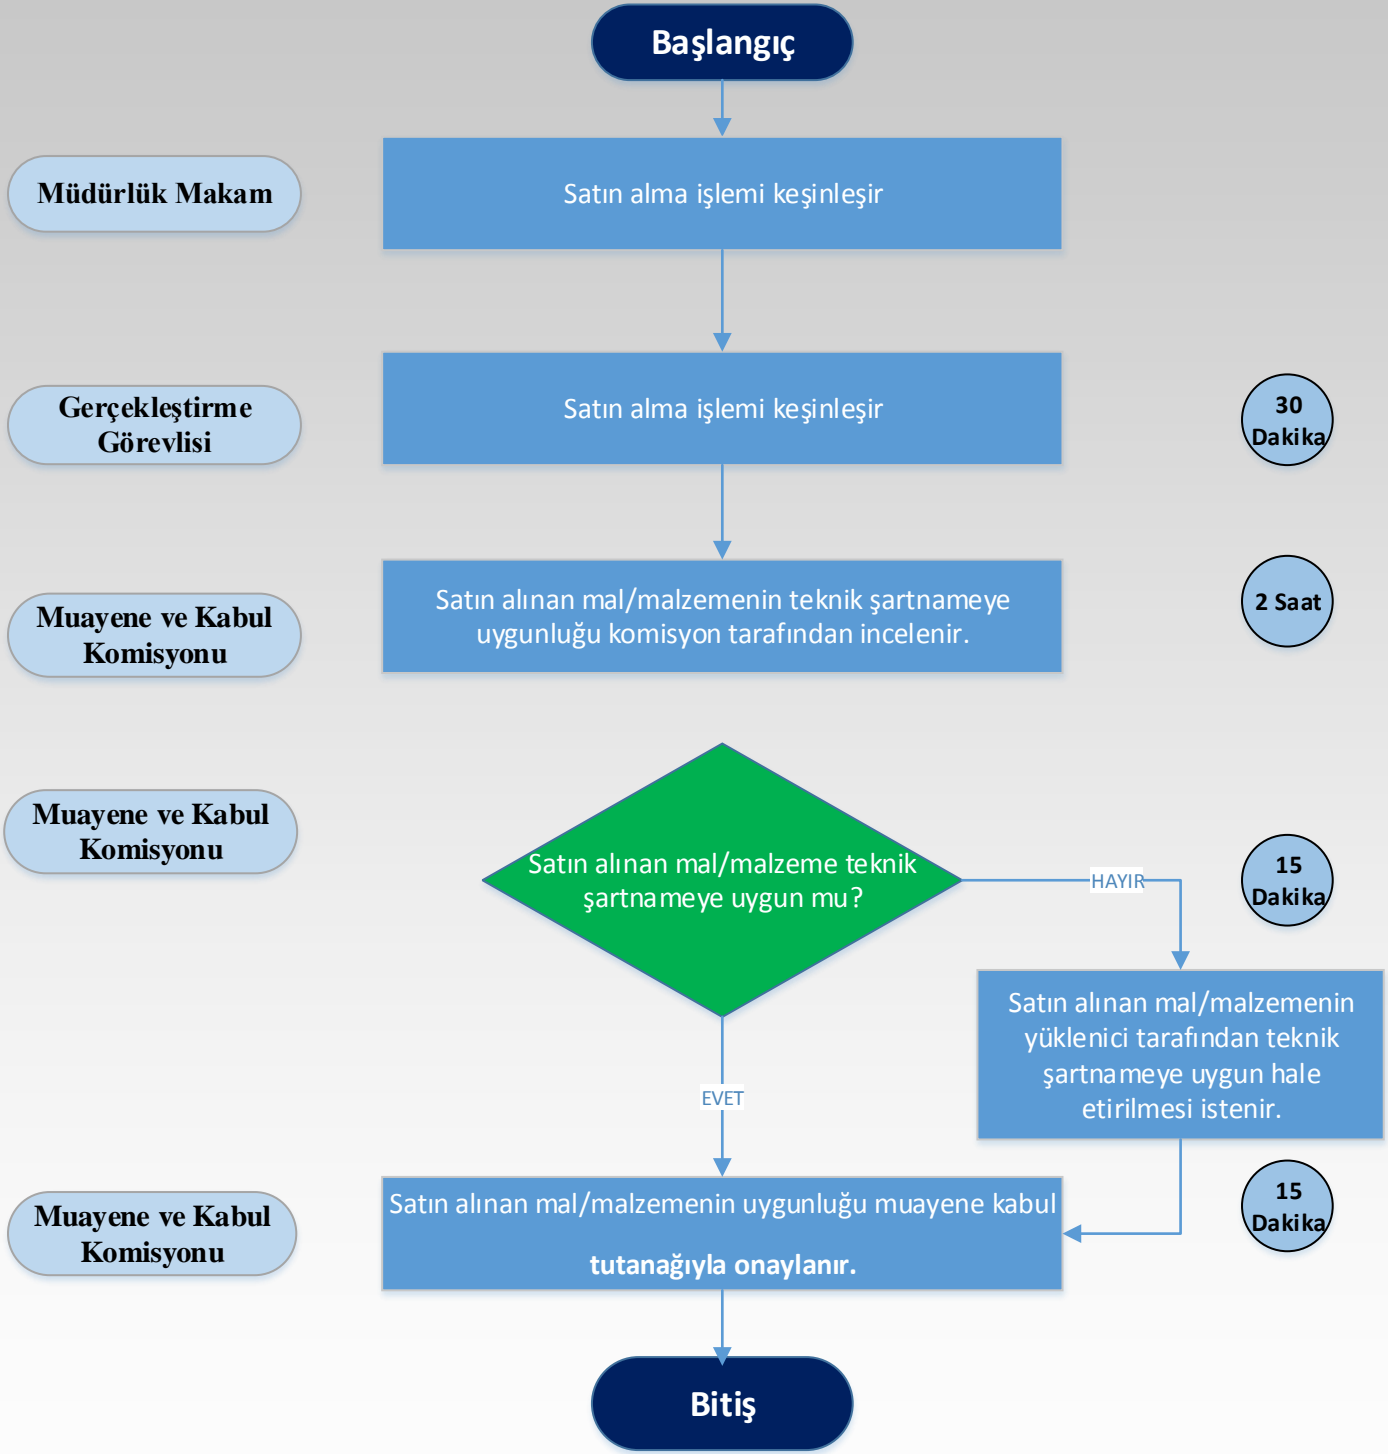 Başlangıç
Müdürlük Makam
Satın alma işlemi keşinleşir
Gerçekleştirme
Görevlisi
Satın alma işlemi keşinleşir
30
Dakika
Muayene ve Kabul
Komisyonu
Satın alınan mal/malzemenin teknik şartnameye
uygunluğu komisyon tarafından incelenir.
2 Saat
Muayene ve Kabul
Komisyonu
Satın alınan mal/malzeme teknik
şartnameye uygun mu?
HAYIR
15
Dakika
Satın alınan mal/malzemenin
yüklenici tarafından teknik
şartnameye uygun hale
etirilmesi istenir.
EVET
Muayene ve Kabul
Komisyonu
Satın alınan mal/malzemenin uygunluğu muayene kabul
tutanağıyla onaylanır.
15
Dakika
Bitiş